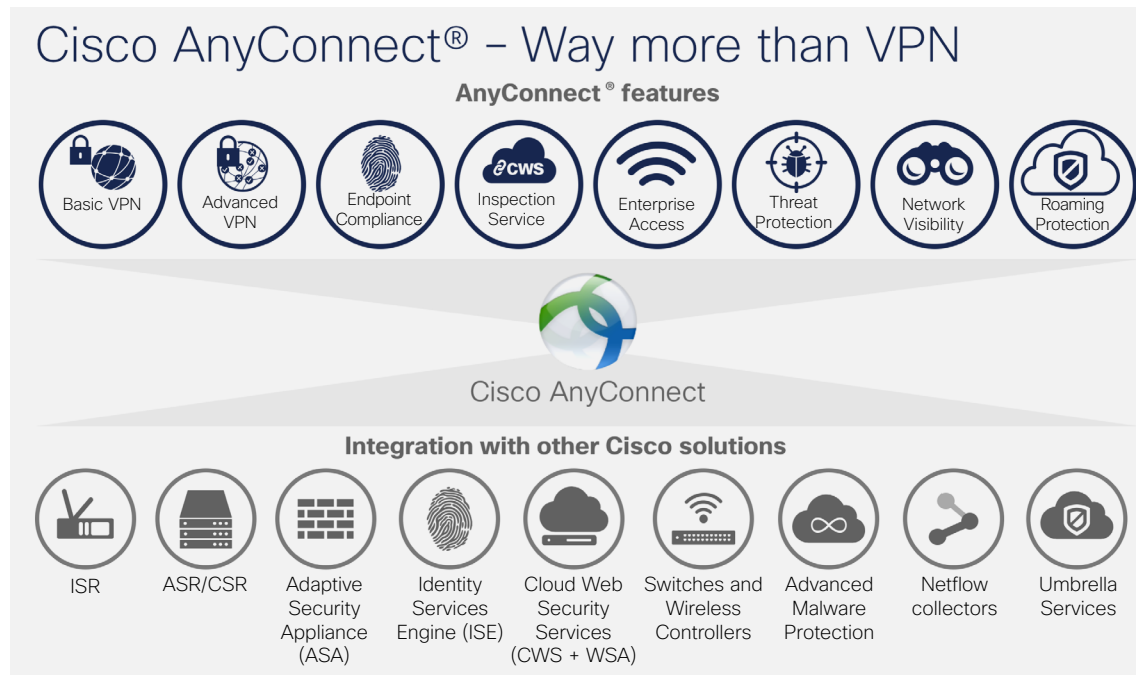 Cisco AnyConnect® – Way more than VPN
AnyConnect® features
Basic VPN
Advanced
VPN
Endpoint
Compliance
CWS
Inspection
Service
Enterprise
Access
Threat
Protection
Network
Visibility
Roaming
Protection
Cisco AnyConnect
Integration with other Cisco solutions
ISR
ASR/CSR
Adaptive
Security
Appliance
(ASA)
Identity
Services
Engine (ISE)
Cloud Web
Security
Services
(CWS + WSA)
Switches and
Wireless
Controllers
Advanced
Malware
Protection
Netflow
collectors
Umbrella
Services